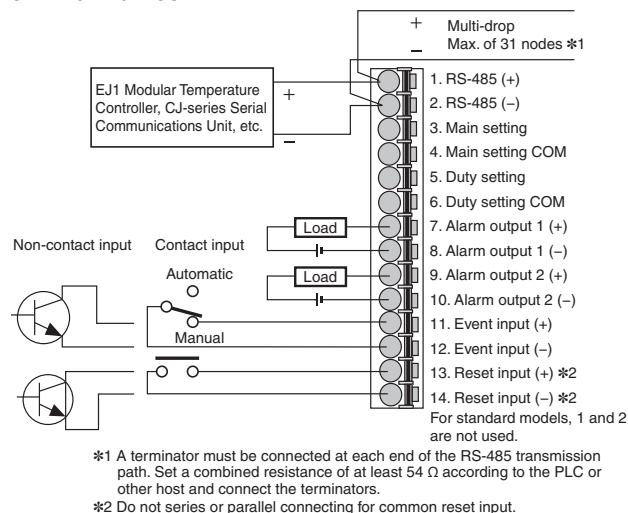 + Multi-drop
− Max. of 31 nodes ✻1
EJ1 Modular Temperature
Controller, CJ-series Serial
Communications Unit, etc.
+
−
1. RS-485 (+)
2. RS-485 (−)
3. Main setting
4. Main setting COM
5. Duty setting
6. Duty setting COM
7. Alarm output 1 (+)
8. Alarm output 1 (−)
9. Alarm output 2 (+)
10. Alarm output 2 (−)
11. Event input (+)
12. Event input (−)
13. Reset input (+) ✻2
14. Reset input (−) ✻2
For standard models, 1 and 2
are not used.
Load
Load
Non-contact input
Contact input
Automatic
Manual
✻1 A terminator must be connected at each end of the RS-485 transmission
path. Set a combined resistance of at least 54 Ω according to the PLC or
other host and connect the terminators.
✻2 Do not series or parallel connecting for common reset input.